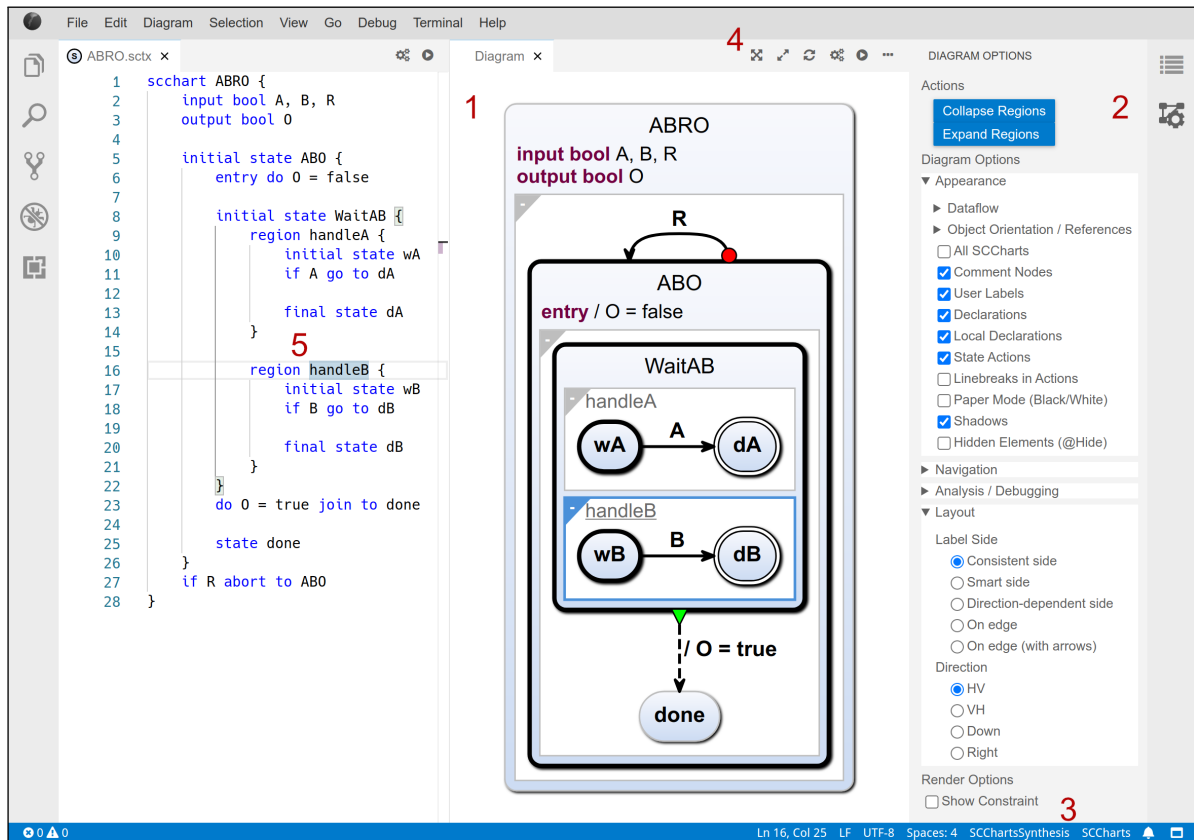 File Edit Diagram Selection View Go Debug Terminal Help
S ABRO.sctx ×
1 scchart ABRO {
2 input bool A, B, R
3 output bool O
4
5 initial state ABO {
6 entry do O = false
7
8 initial state WaitAB {
9 region handleA {
10 initial state wA
11 if A go to dA
12
13 final state dA
14 }
15
5
16 region handleB {
17 initial state wB
18 if B go to dB
19
20 final state dB
21 }
22 }
23 do O = true join to done
24
25 state done
26 }
27 if R abort to ABO
28 }
Diagram ×
4
1
ABRO
input bool A, B, R
output bool O
-
R
ABO
entry / O = false
-
WaitAB
- handleA
wA A dA
- handleB
wB B dB
/ O = true
done
DIAGRAM OPTIONS
Actions
Collapse Regions
2
Expand Regions
Diagram Options
Appearance
Dataflow
Object Orientation / References
All SCCharts
Comment Nodes
User Labels
Declarations
Local Declarations
State Actions
Linebreaks in Actions
Paper Mode (Black/White)
Shadows
Hidden Elements (@Hide)
Navigation
Analysis / Debugging
Layout
Label Side
Consistent side
Smart side
Direction-dependent side
On edge
On edge (with arrows)
Direction
HV
VH
Down
Right
Render Options
Show Constraint
3
0 0 Ln 16, Col 25 LF UTF-8 Spaces: 4 SCChartsSynthesis SCCharts